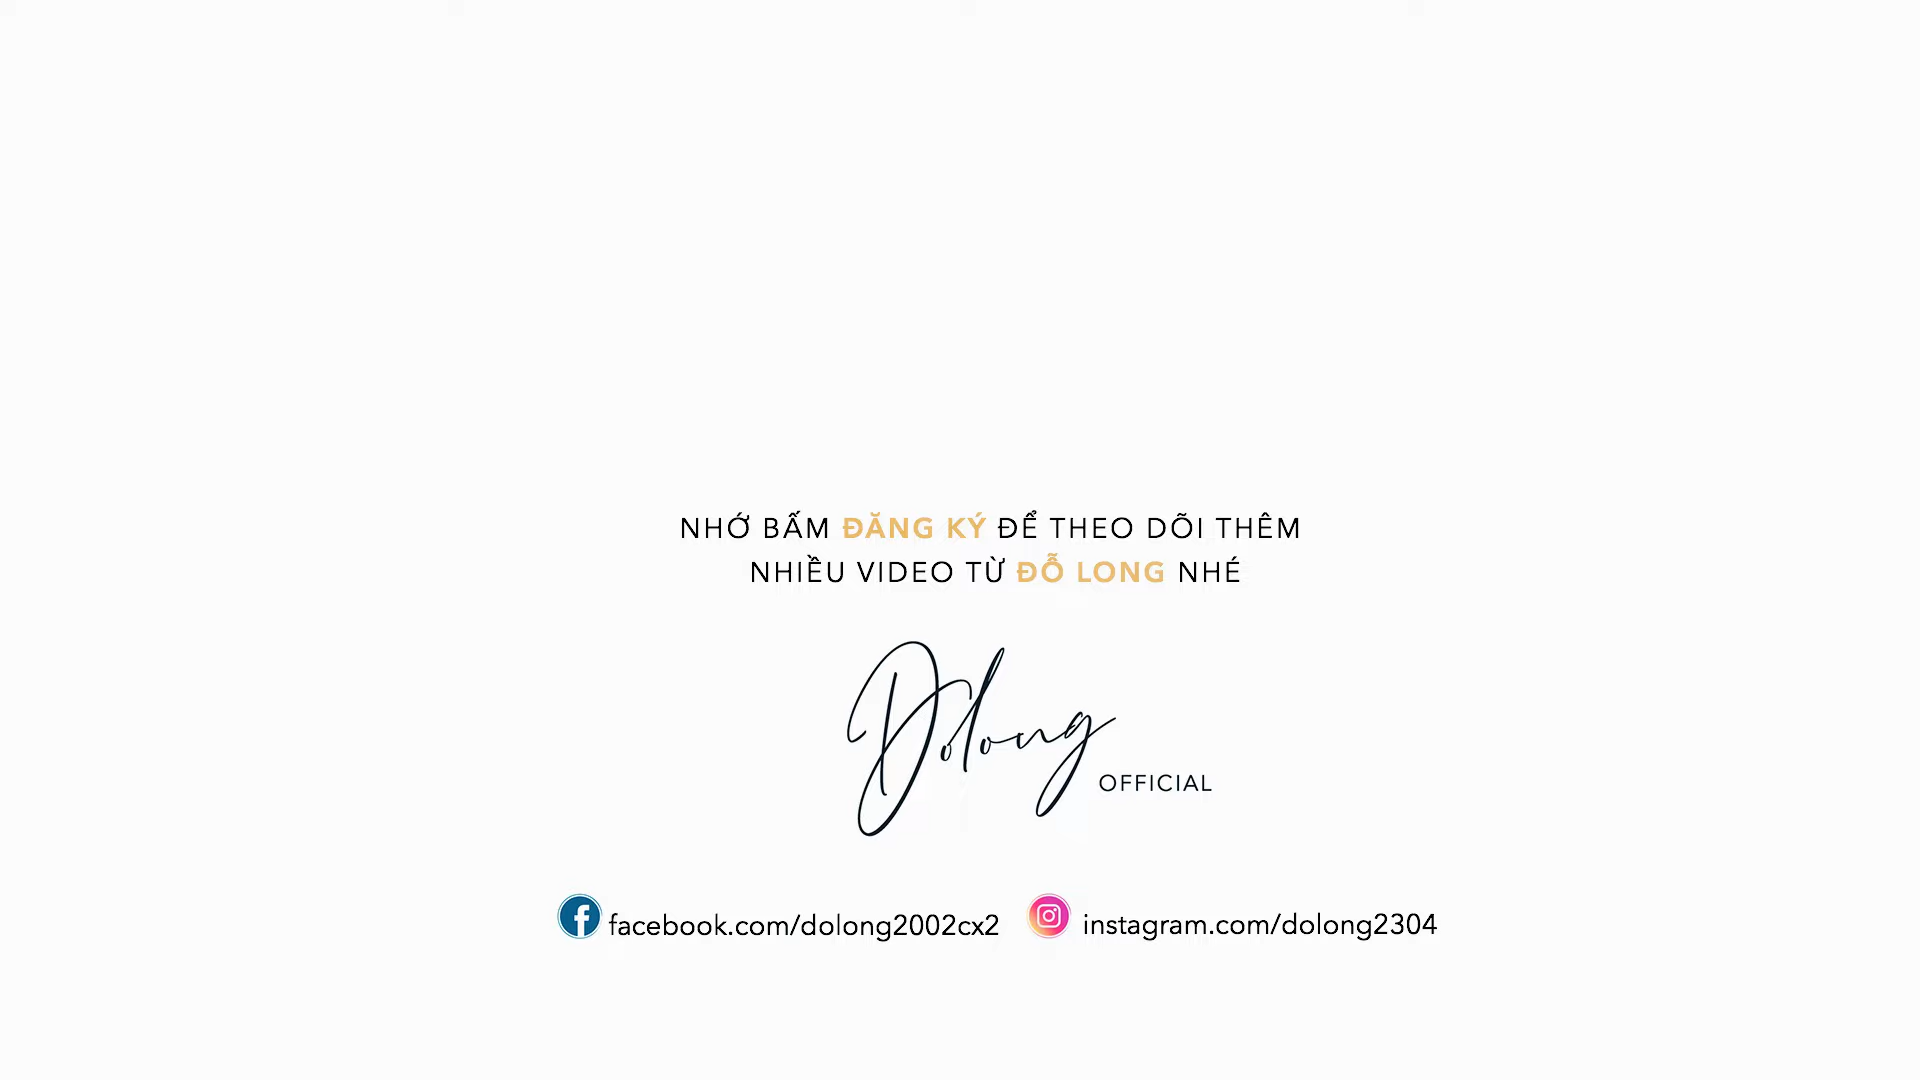 NHỚ BẤM ĐĂNG KÝ ĐỂ THEO DÕI THÊM
NHIỀU VIDEO TỪ ĐỖ LONG NHÉ
Dolong
OFFICIAL
facebook.com/dolong2002cx2
instagram.com/dolong2304